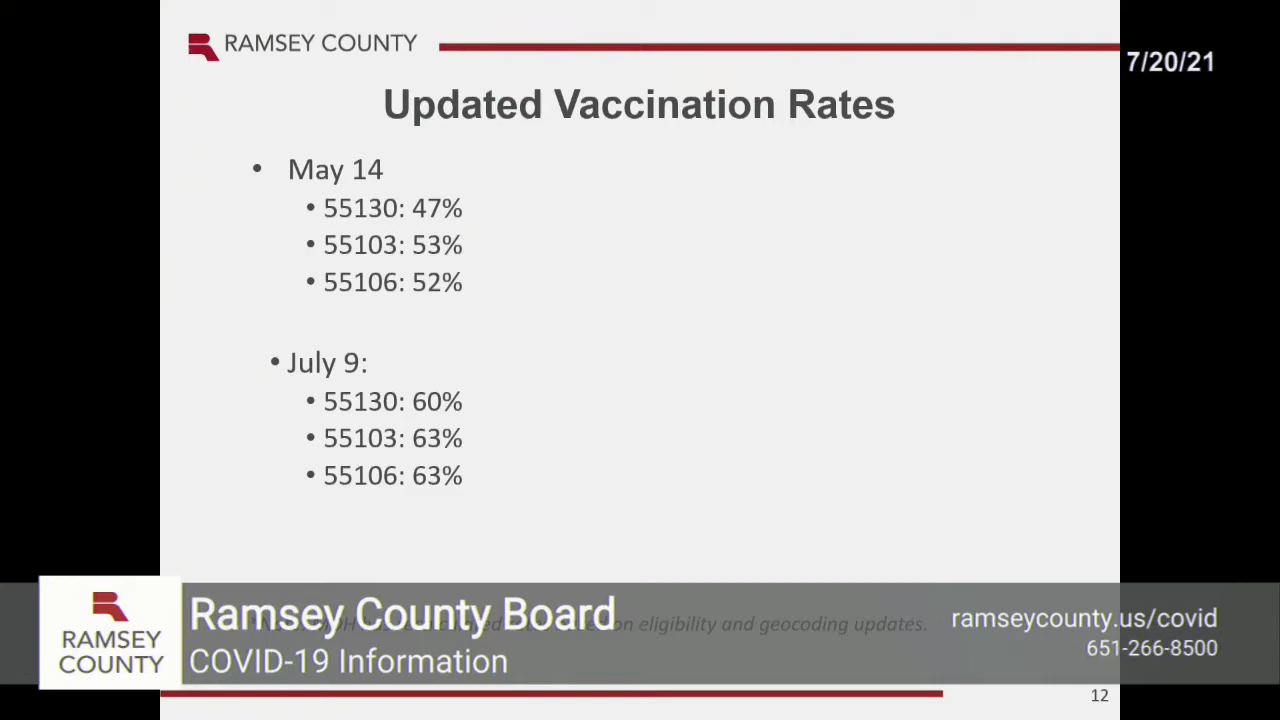 RAMSEY COUNTY
7/20/21
Updated Vaccination Rates
• May 14
• 55130: 47%
• 55103: 53%
• 55106: 52%
• July 9:
• 55130: 60%
• 55103: 63%
• 55106: 63%
on eligibility and geocoding updates.
Ramsey County Board
COVID-19 Information
RAMSEY
COUNTY
ramseycounty.us/covid
651-266-8500
12